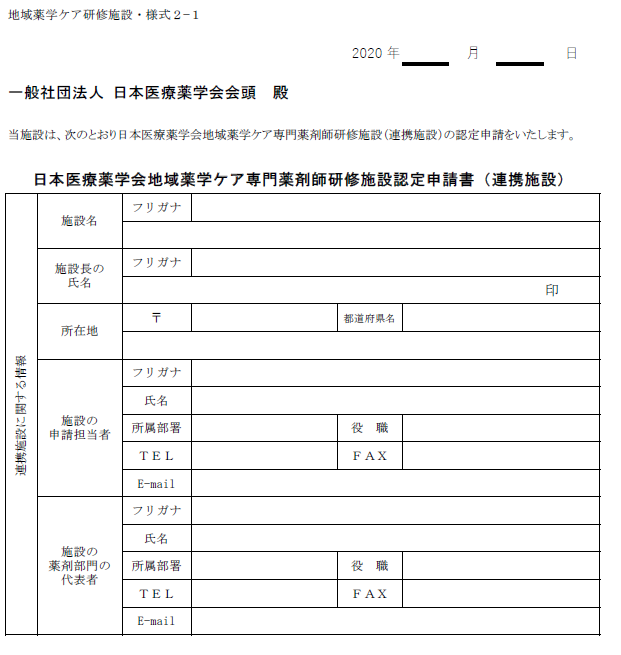 地域薬学ケア研修施設・様式２−１
2020 年 月 日
一般社団法人 日本医療薬学会会頭 殿
当施設は、次のとおり日本医療薬学会地域薬学ケア専門薬剤師研修施設（連携施設）の認定申請をいたします。
日本医療薬学会地域薬学ケア専門薬剤師研修施設認定申請書（連携施設）
連携施設に関する情報
施設名
フリガナ
施設長の
氏名
フリガナ
印
所在地
〒
都道府県名
施設の
申請担当者
フリガナ
氏名
所属部署
役 職
ＴＥＬ
ＦＡＸ
E-mail
施設の
薬剤部門の
代表者
フリガナ
氏名
所属部署
役 職
ＴＥＬ
ＦＡＸ
E-mail